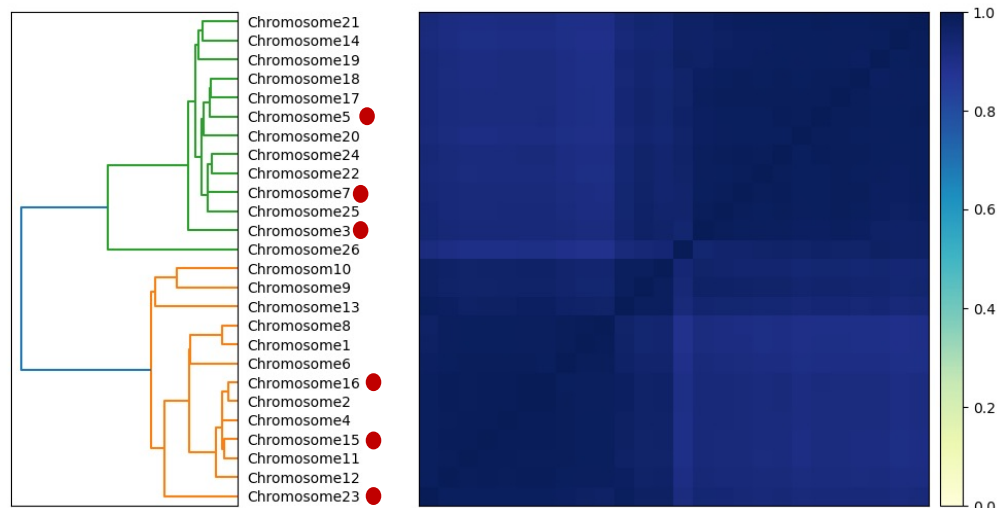 Chromosome21
Chromosome14
Chromosome19
Chromosome18
Chromosome17
Chromosome5
Chromosome20
Chromosome24
Chromosome22
Chromosome7
Chromosome25
Chromosome3
Chromosome26
Chromosom10
Chromosome9
Chromosome13
Chromosome8
Chromosome1
Chromosome6
Chromosome16
Chromosome2
Chromosome4
Chromosome15
Chromosome11
Chromosome12
Chromosome23
1.0
0.8
0.6
0.4
0.2
0.0